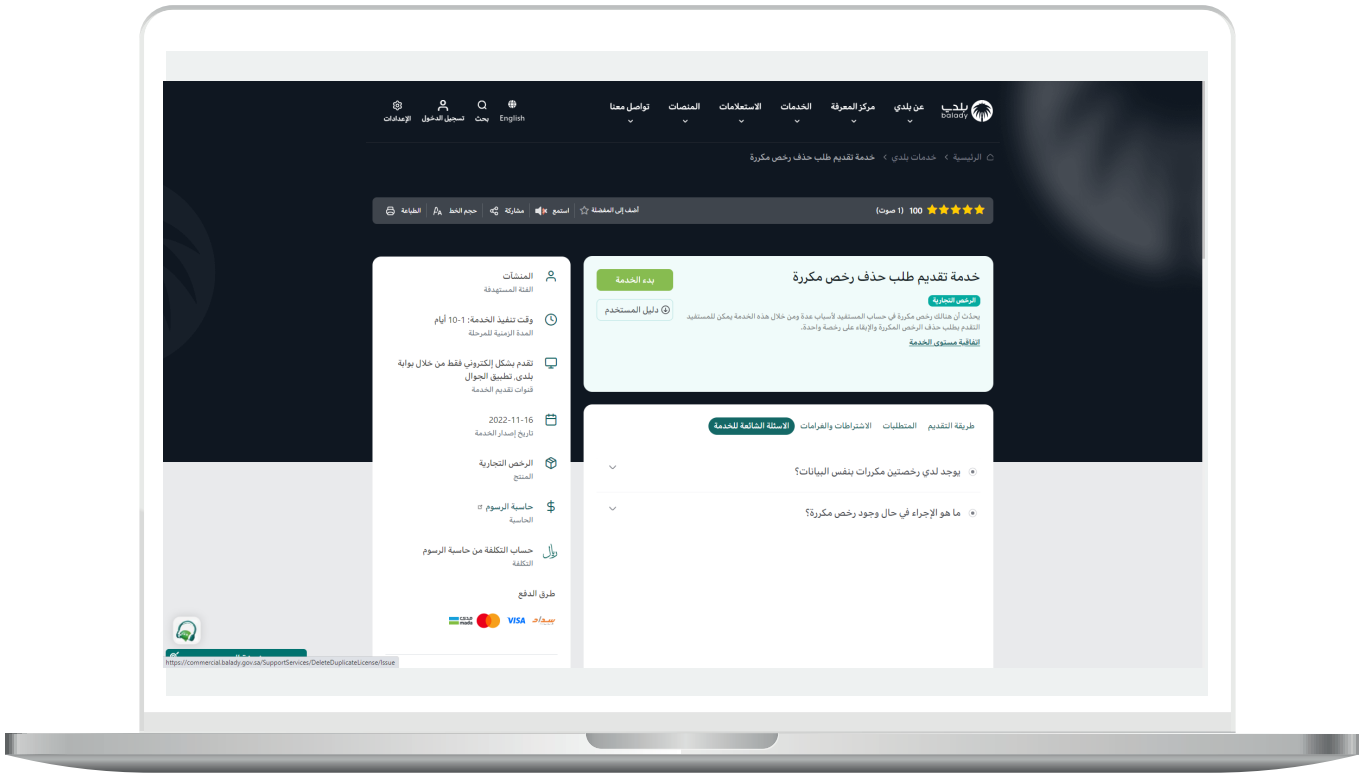 بلدي
balady
عن بلدي
مركز المعرفة
الخدمات
الاستعلامات
المنصات
تواصل معنا
English
بحث
تسجيل الدخول
الإعدادات
الرئيسية
خدمات بلدي
خدمة تقديم طلب حذف رخص مكررة
100 (1 صوت)
أضف إلى المفضلة
استمع
مشاركة
حجم الخط
الطباعة
خدمة تقديم طلب حذف رخص مكررة
الرخص التجارية
يحدُث أن هنالك رخص مكررة في حساب المستفيد لأسباب عدة ومن خلال هذه الخدمة يمكن للمستفيد
التقدم بطلب حذف الرخص المكررة والإبقاء على رخصة واحدة.
اتفاقية مستوى الخدمة
بدء الخدمة
دليل المستخدم
طريقة التقديم
المتطلبات
الاشتراطات والغرامات
الاسئلة الشائعة للخدمة
يوجد لدي رخصتين مكررات بنفس البيانات؟
ما هو الإجراء في حال وجود رخص مكررة؟
المنشآت
الفئة المستهدفة
وقت تنفيذ الخدمة: 1-10 أيام
المدة الزمنية للمرحلة
تقدم بشكل إلكتروني فقط من خلال بوابة
بلدي, تطبيق الجوال
قنوات تقديم الخدمة
2022-11-16
تاريخ إصدار الخدمة
الرخص التجارية
المنتج
حاسبة الرسوم
الحاسبة
حساب التكلفة من حاسبة الرسوم
التكلفة
طرق الدفع
سداد
VISA
مدى
mada
https://commercial.balady.gov.sa/SupportServices/DeleteDuplicateLicense/Issue